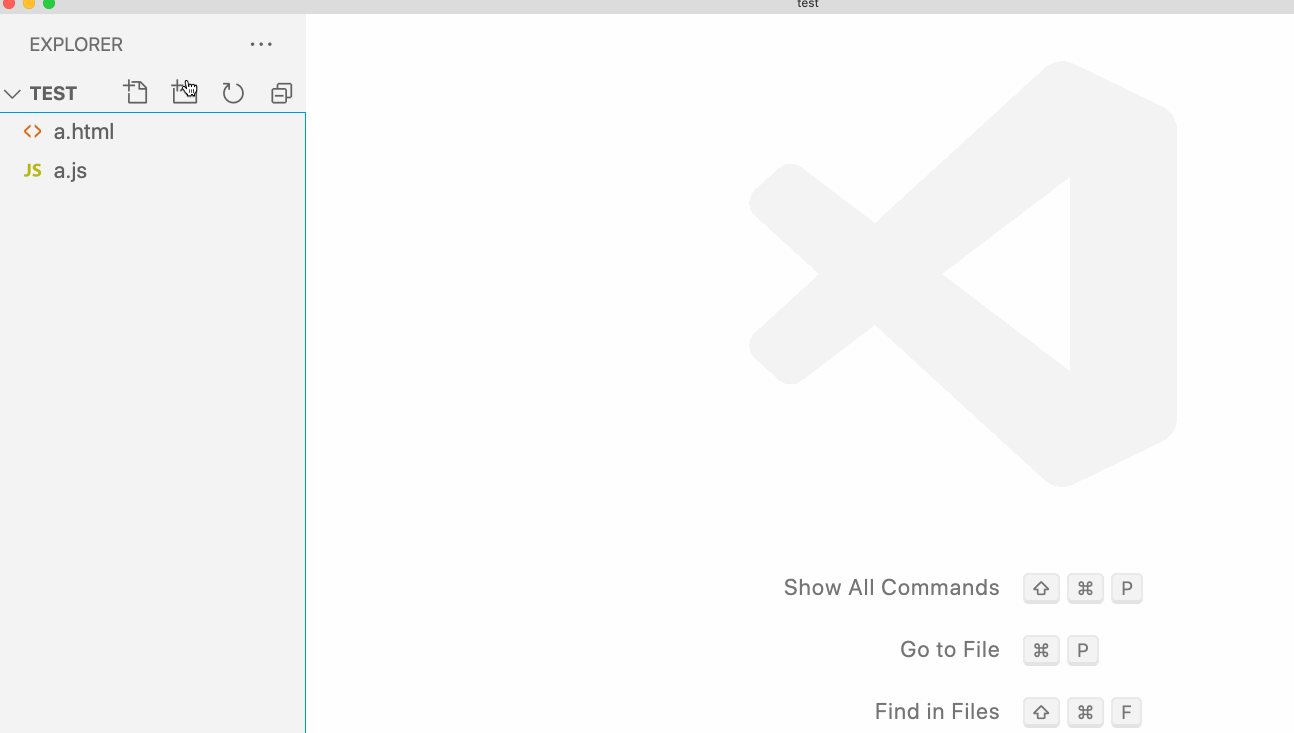 test
EXPLORER
TEST
a.html
JS a.js
Show All Commands ⇧ ⌘ P
Go to File ⌘ P
Find in Files ⇧ ⌘ F